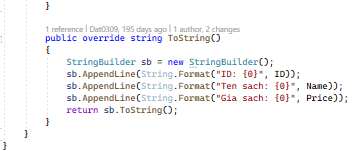 }
1 reference | Dat0309, 195 days ago | 1 author, 2 changes
public override string ToString()
{
StringBuilder sb = new StringBuilder();
sb.AppendLine(String.Format("ID: {0}", ID));
sb.AppendLine(String.Format("Ten sach: {0}", Name));
sb.AppendLine(String.Format("Gia sach: {0}", Price));
return sb.ToString();
}
}
}